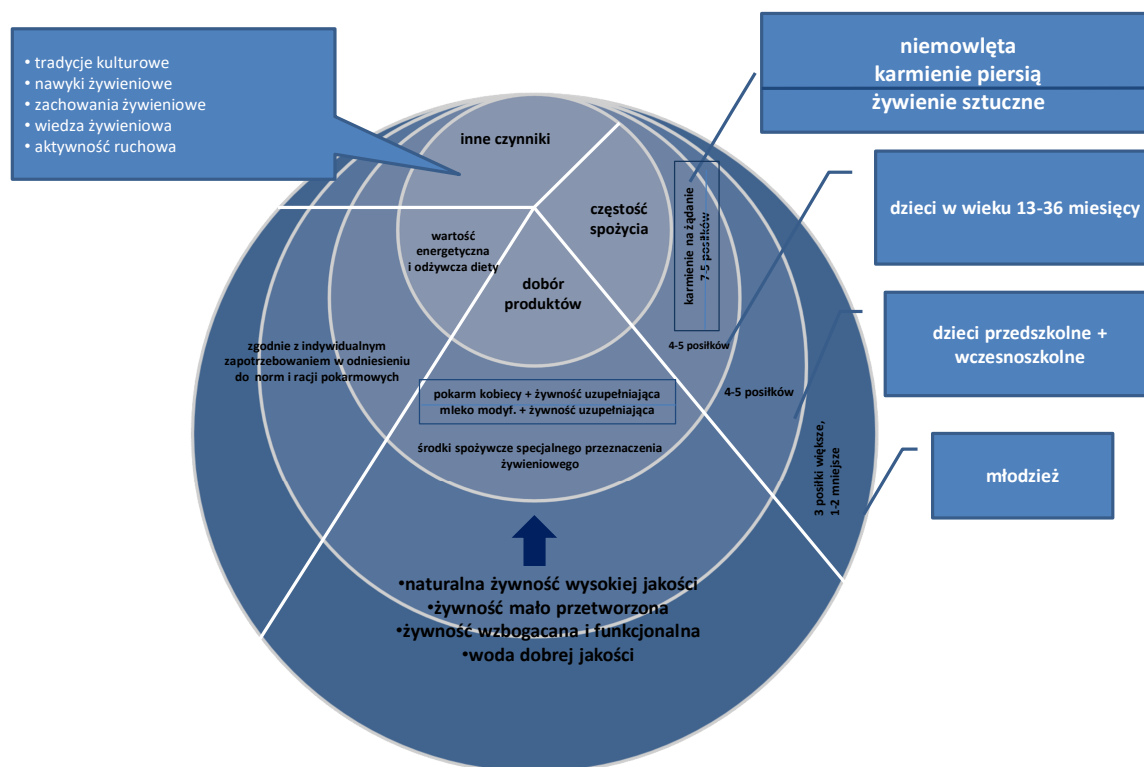 • tradycje kulturowe
• nawyki żywieniowe
• zachowania żywieniowe
• wiedza żywieniowa
• aktywność ruchowa
niemowlęta
karmienie piersią
żywienie sztuczne
inne czynniki
częstość
spożycia
karmienie na żądanie
7-5 posiłków
dzieci w wieku 13-36 miesięcy
wartość
energetyczna
i odżywcza diety
dobór
produktów
dzieci przedszkolne +
wczesnoszkolne
zgodnie z indywidualnym
zapotrzebowaniem w odniesieniu
do norm i racji pokarmowych
4-5 posiłków
pokarm kobiecy + żywność uzupełniająca
mleko modyf. + żywność uzupełniająca
4-5 posiłków
środki spożywcze specjalnego przeznaczenia
żywieniowego
3 posiłki większe,
1-2 mniejsze
młodzież
•naturalna żywność wysokiej jakości
•żywność mało przetworzona
•żywność wzbogacana i funkcjonalna
•woda dobrej jakości